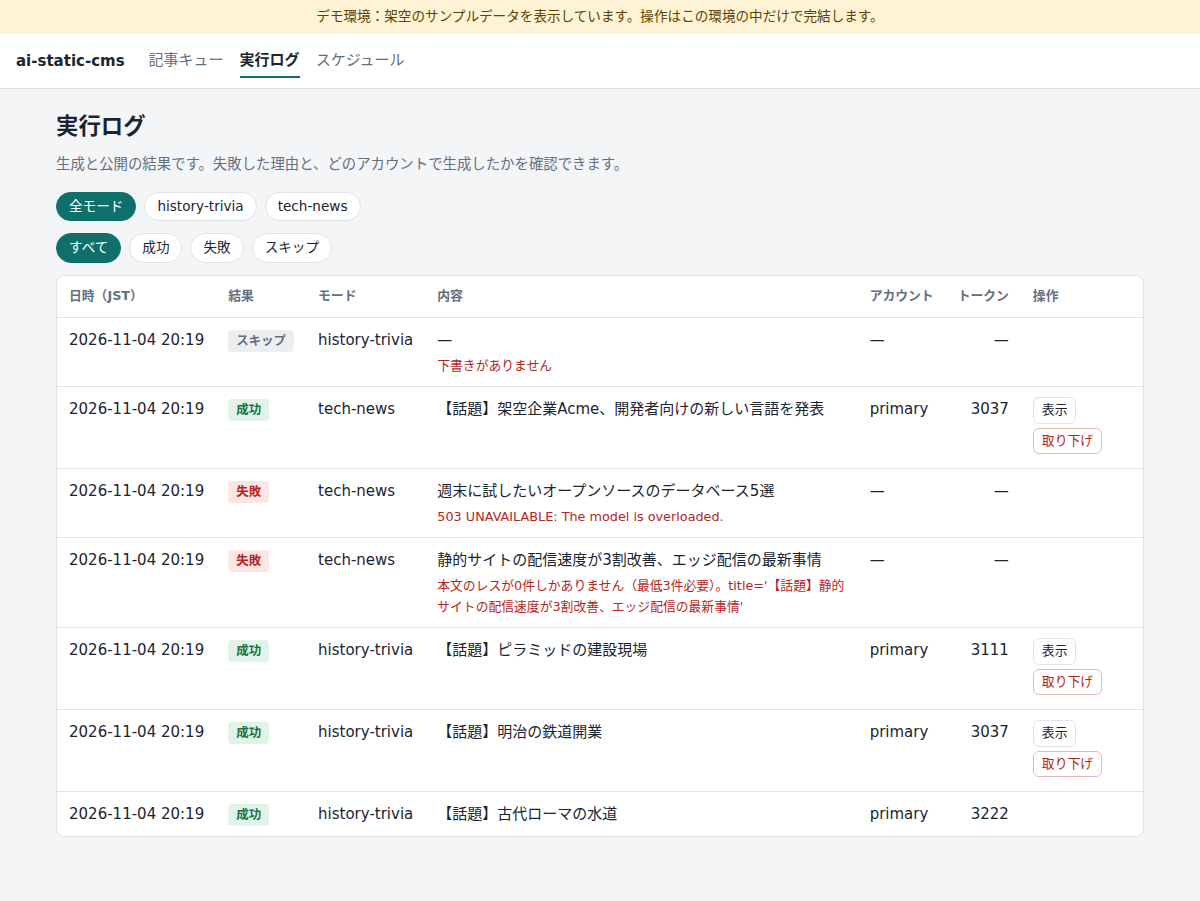 デモ環境：架空のサンプルデータを表示しています。操作はこの環境の中だけで完結します。
ai-static-cms 記事キュー 実行ログ スケジュール
実行ログ
生成と公開の結果です。失敗した理由と、どのアカウントで生成したかを確認できます。
全モード history-trivia tech-news
すべて 成功 失敗 スキップ
日時（JST） 結果 モード 内容 アカウント トークン 操作
2026-11-04 20:19 スキップ history-trivia — — —
下書きがありません
2026-11-04 20:19 成功 tech-news 【話題】架空企業Acme、開発者向けの新しい言語を発表 primary 3037 表示
取り下げ
2026-11-04 20:19 失敗 tech-news 週末に試したいオープンソースのデータベース5選 — —
503 UNAVAILABLE: The model is overloaded.
2026-11-04 20:19 失敗 tech-news 静的サイトの配信速度が3割改善、エッジ配信の最新事情 — —
本文のレスが0件しかありません（最低3件必要）。title='【話題】静的
サイトの配信速度が3割改善、エッジ配信の最新事情'
2026-11-04 20:19 成功 history-trivia 【話題】ピラミッドの建設現場 primary 3111 表示
取り下げ
2026-11-04 20:19 成功 history-trivia 【話題】明治の鉄道開業 primary 3037 表示
取り下げ
2026-11-04 20:19 成功 history-trivia 【話題】古代ローマの水道 primary 3222